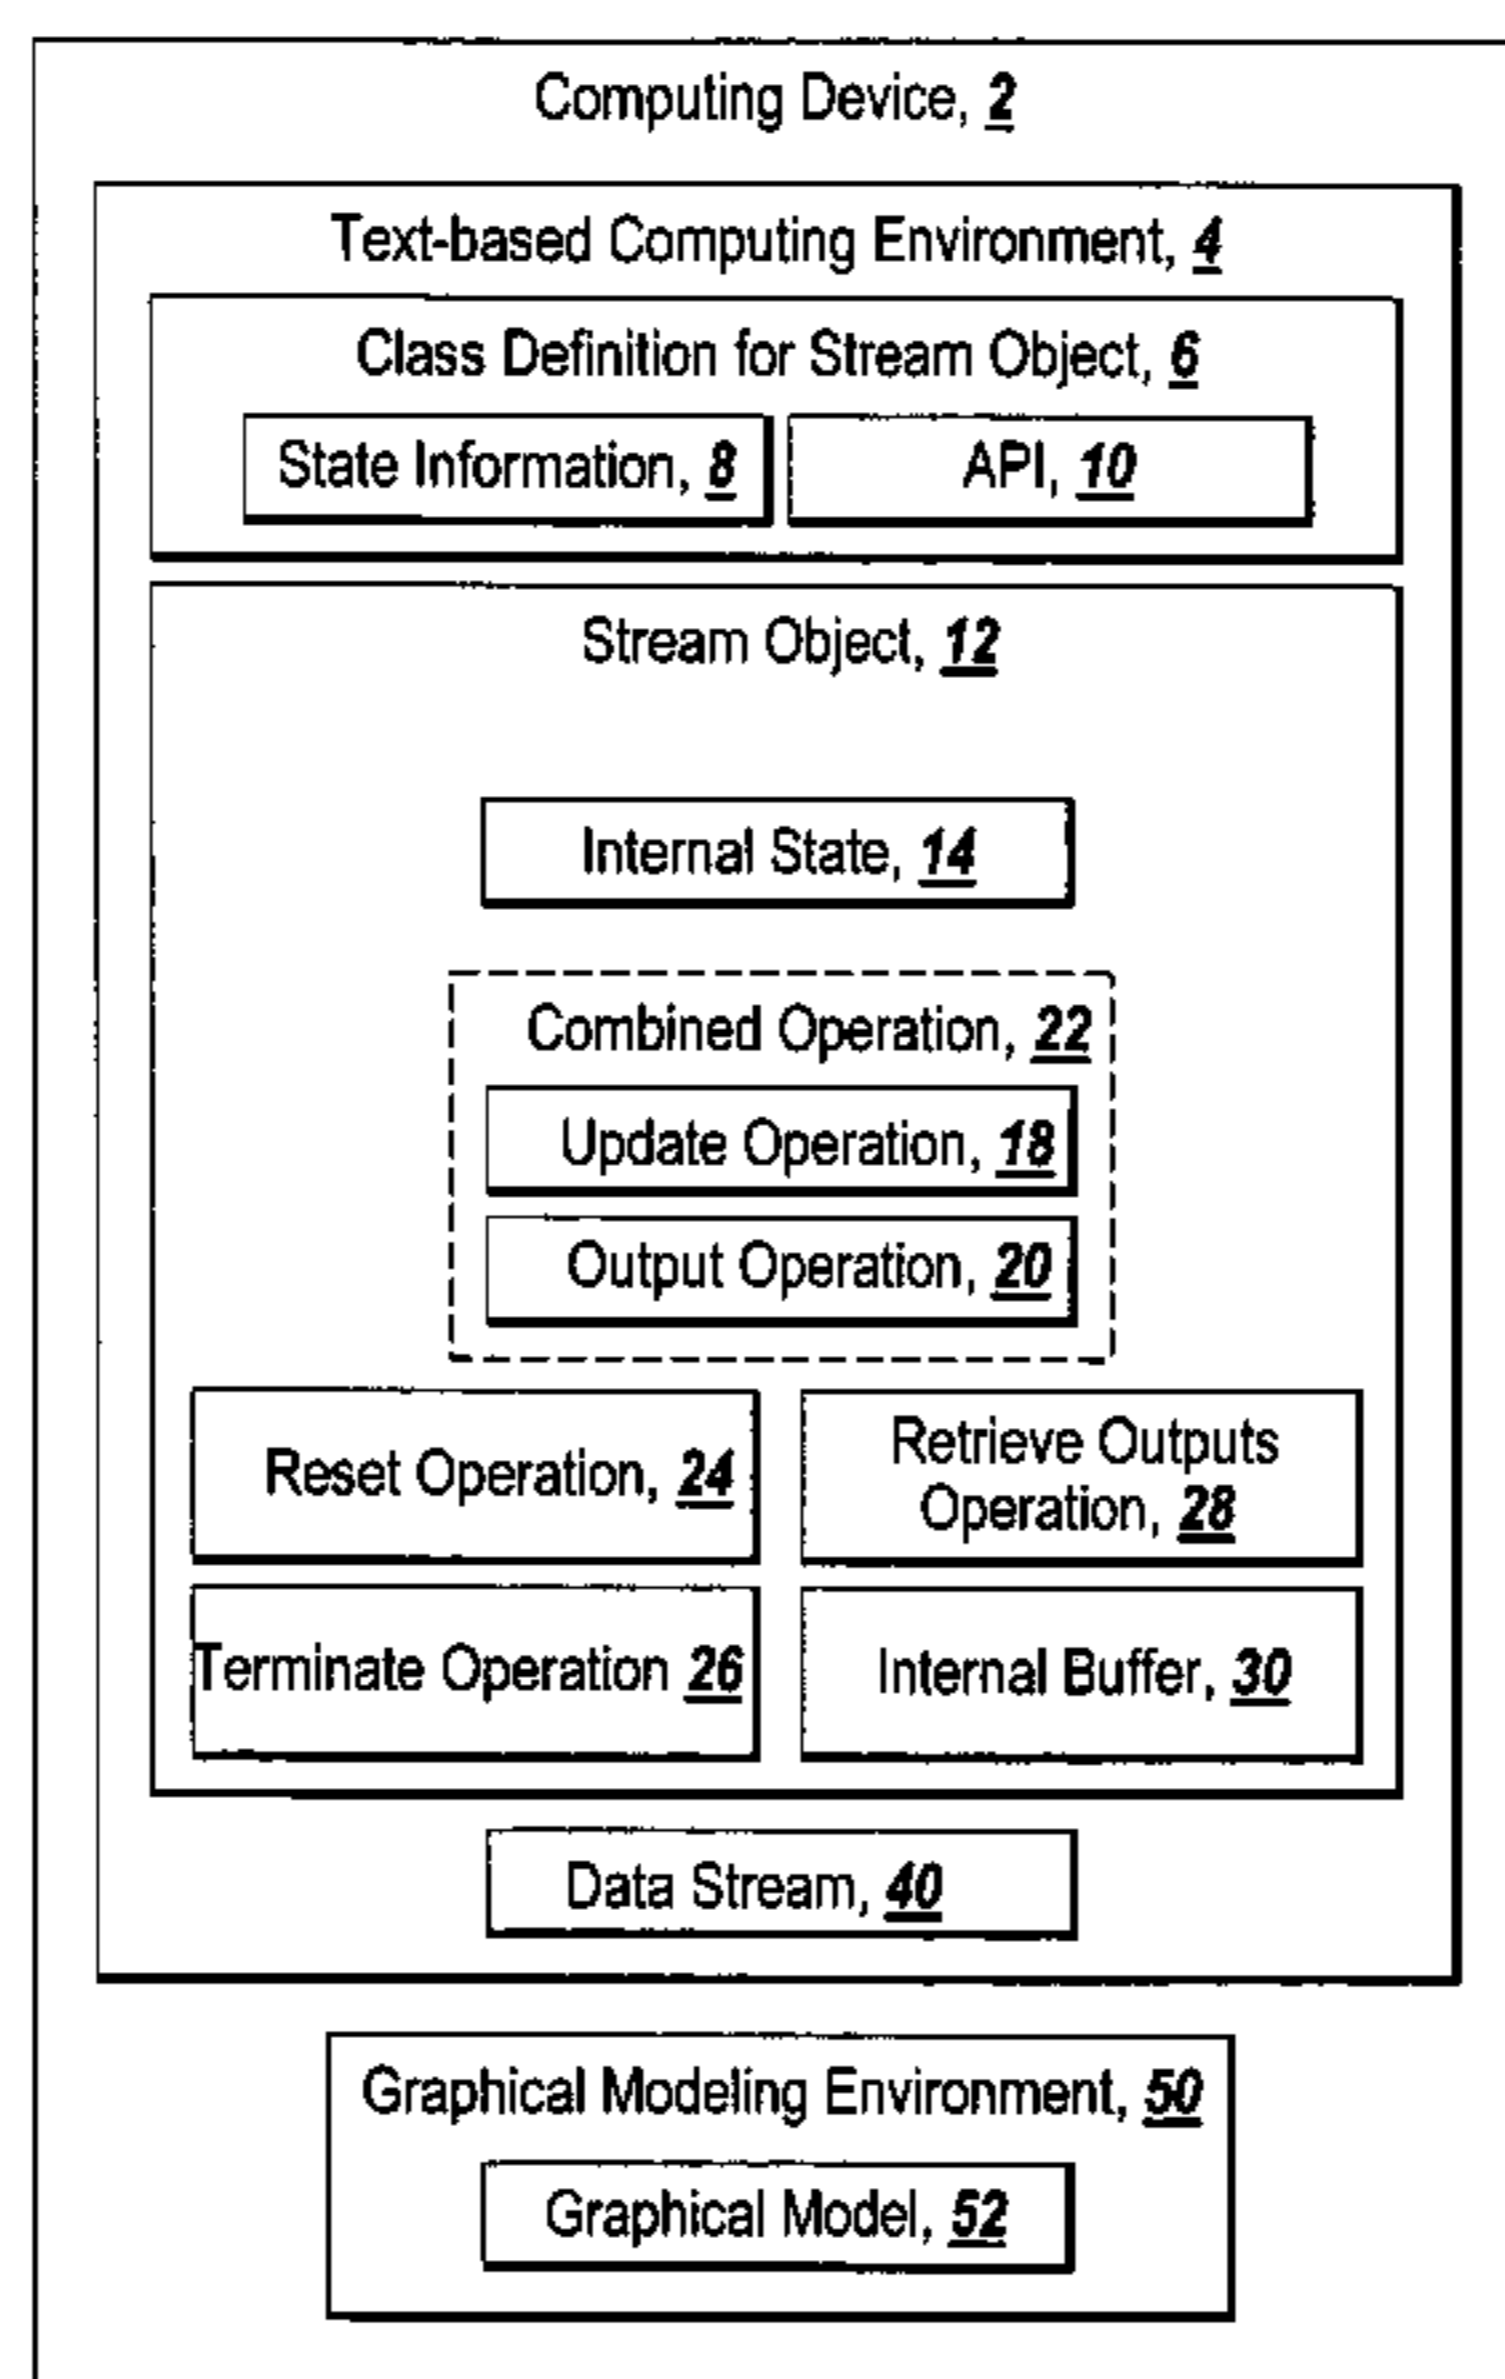 Computing Device, 2
Text-based Computing Environment, 4
Class Definition for Stream Object, 6
State Information, 8
API, 10
Stream Object, 12
Internal State, 14
Combined Operation, 22
Update Operation, 18
Output Operation, 20
Reset Operation, 24
Retrieve Outputs
Operation, 28
Terminate Operation 26
Internal Buffer, 30
Data Stream, 40
Graphical Modeling Environment, 50
Graphical Model, 52